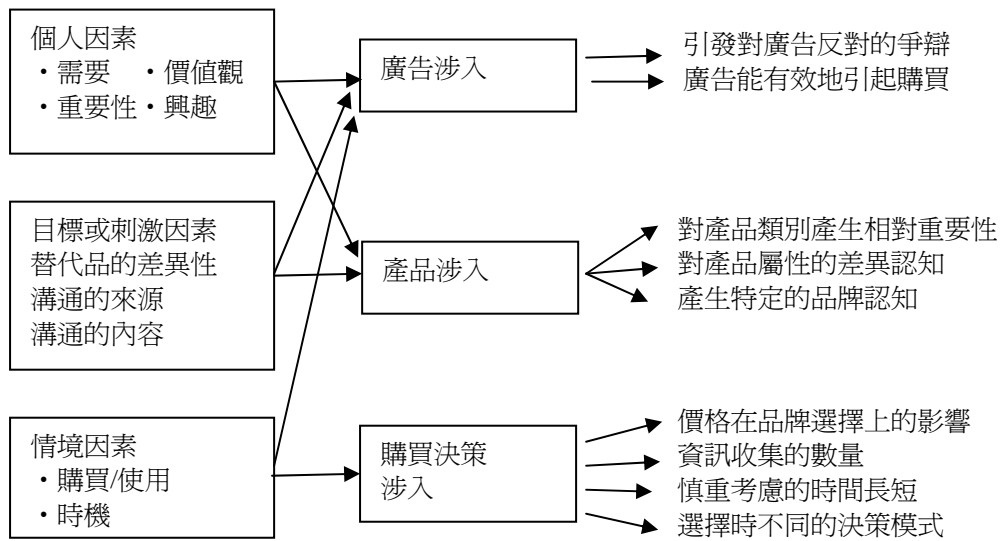 個人因素
・需要　・價值觀
・重要性・興趣
廣告涉入
引發對廣告反對的爭辯
廣告能有效地引起購買
目標或刺激因素
替代品的差異性
溝通的來源
溝通的內容
產品涉入
對產品類別產生相對重要性
對產品屬性的差異認知
產生特定的品牌認知
情境因素
・購買/使用
・時機
購買決策
涉入
價格在品牌選擇上的影響
資訊收集的數量
慎重考慮的時間長短
選擇時不同的決策模式